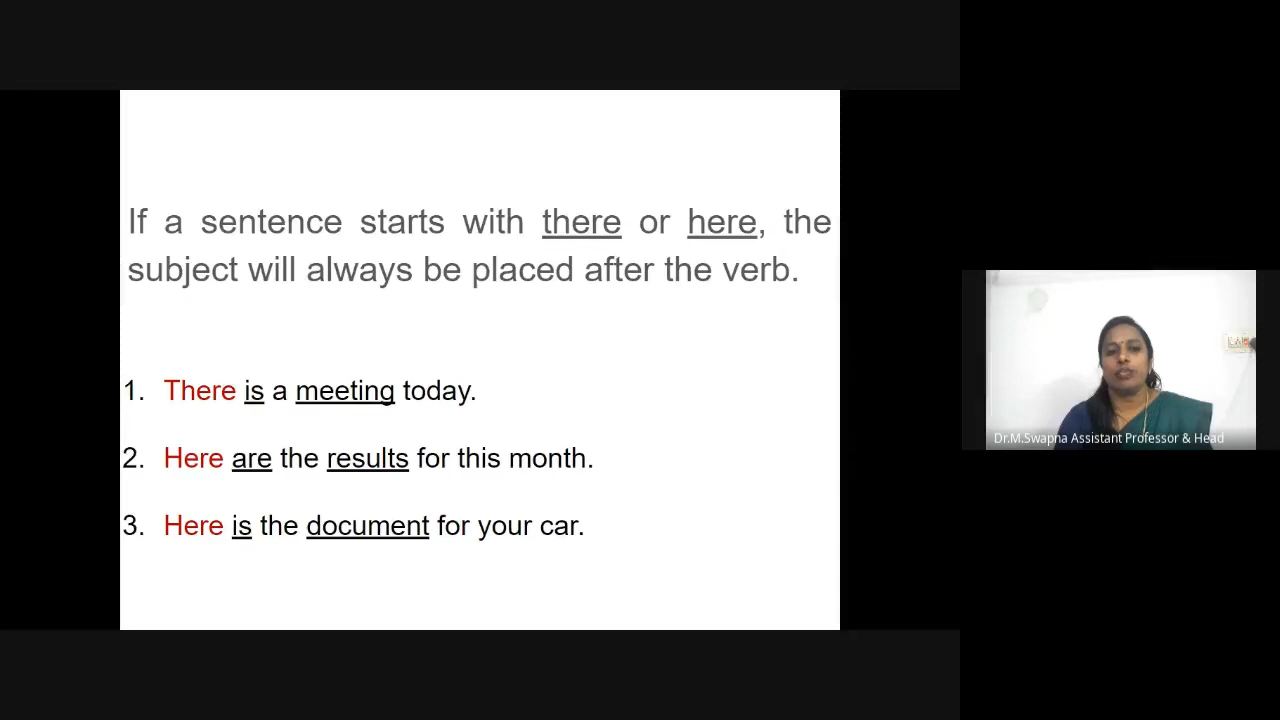 If a sentence starts with there or here, the
subject will always be placed after the verb.
1. There is a meeting today.
2. Here are the results for this month.
3. Here is the document for your car.
Dr.M.Swapna Assistant Professor & Head